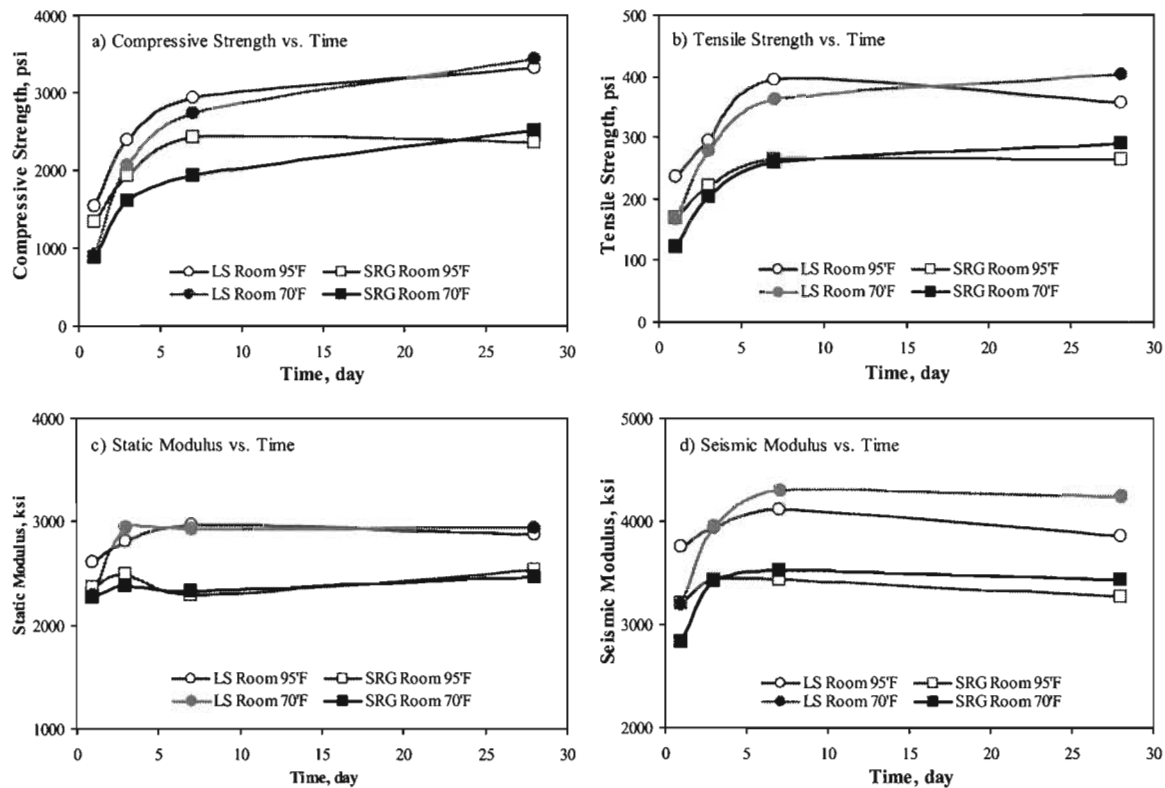 a) Compressive Strength vs. Time
Compressive Strength, psi
4000
3000
2000
1000
0
0 5 10 15 20 25 30
Time, day
LS Room 95'F SRG Room 95'F
LS Room 70'F SRG Room 70'F
b) Tensile Strength vs. Time
Tensile Strength, psi
500
400
300
200
100
0
0 5 10 15 20 25 30
Time, day
LS Room 95'F SRG Room 95'F
LS Room 70'F SRG Room 70'F
c) Static Modulus vs. Time
Static Modulus, ksi
4000
3000
2000
1000
0 5 10 15 20 25 30
Time, day
LS Room 95'F SRG Room 95'F
LS Room 70'F SRG Room 70'F
d) Seismic Modulus vs. Time
Seismic Modulus, ksi
5000
4000
3000
2000
0 5 10 15 20 25 30
Time, day
LS Room 95'F SRG Room 95'F
LS Room 70'F SRG Room 70'F